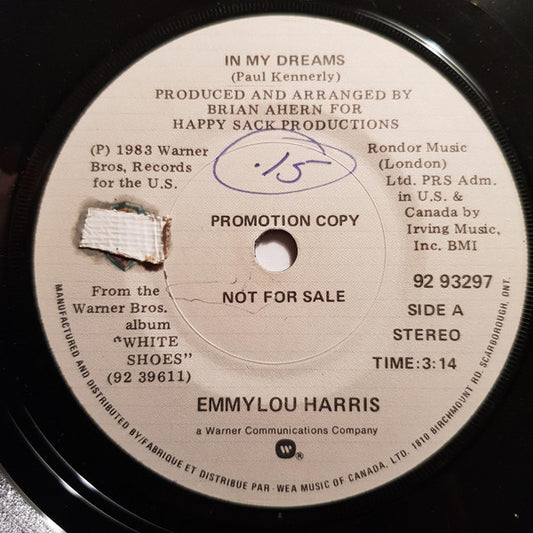 IN MY DREAMS
(Paul Kennerly)
PRODUCED AND ARRANGED BY
BRIAN AHERN FOR
HAPPY SACK PRODUCTIONS
(P) 1983 Warner
Bros, Records
for the U.S.
.15
Rondor Music
(London)
Ltd. PRS Adm.
in U.S. &
Canada by
Irving Music,
Inc. BMI
PROMOTION COPY
NOT FOR SALE
92 93297
SIDE A
STEREO
TIME:3:14
From the
Warner Bros.
album
"WHITE
SHOES"
(92 39611)
EMMYLOU HARRIS
a Warner Communications Company
W®
MANUFACTURED AND DISTRIBUTED BY/FABRIQUE ET DISTRIBUE PAR - WEA MUSIC OF CANADA, LTD. 1810 BIRCHMOUNT RD. SCARBOROUGH, ONT.